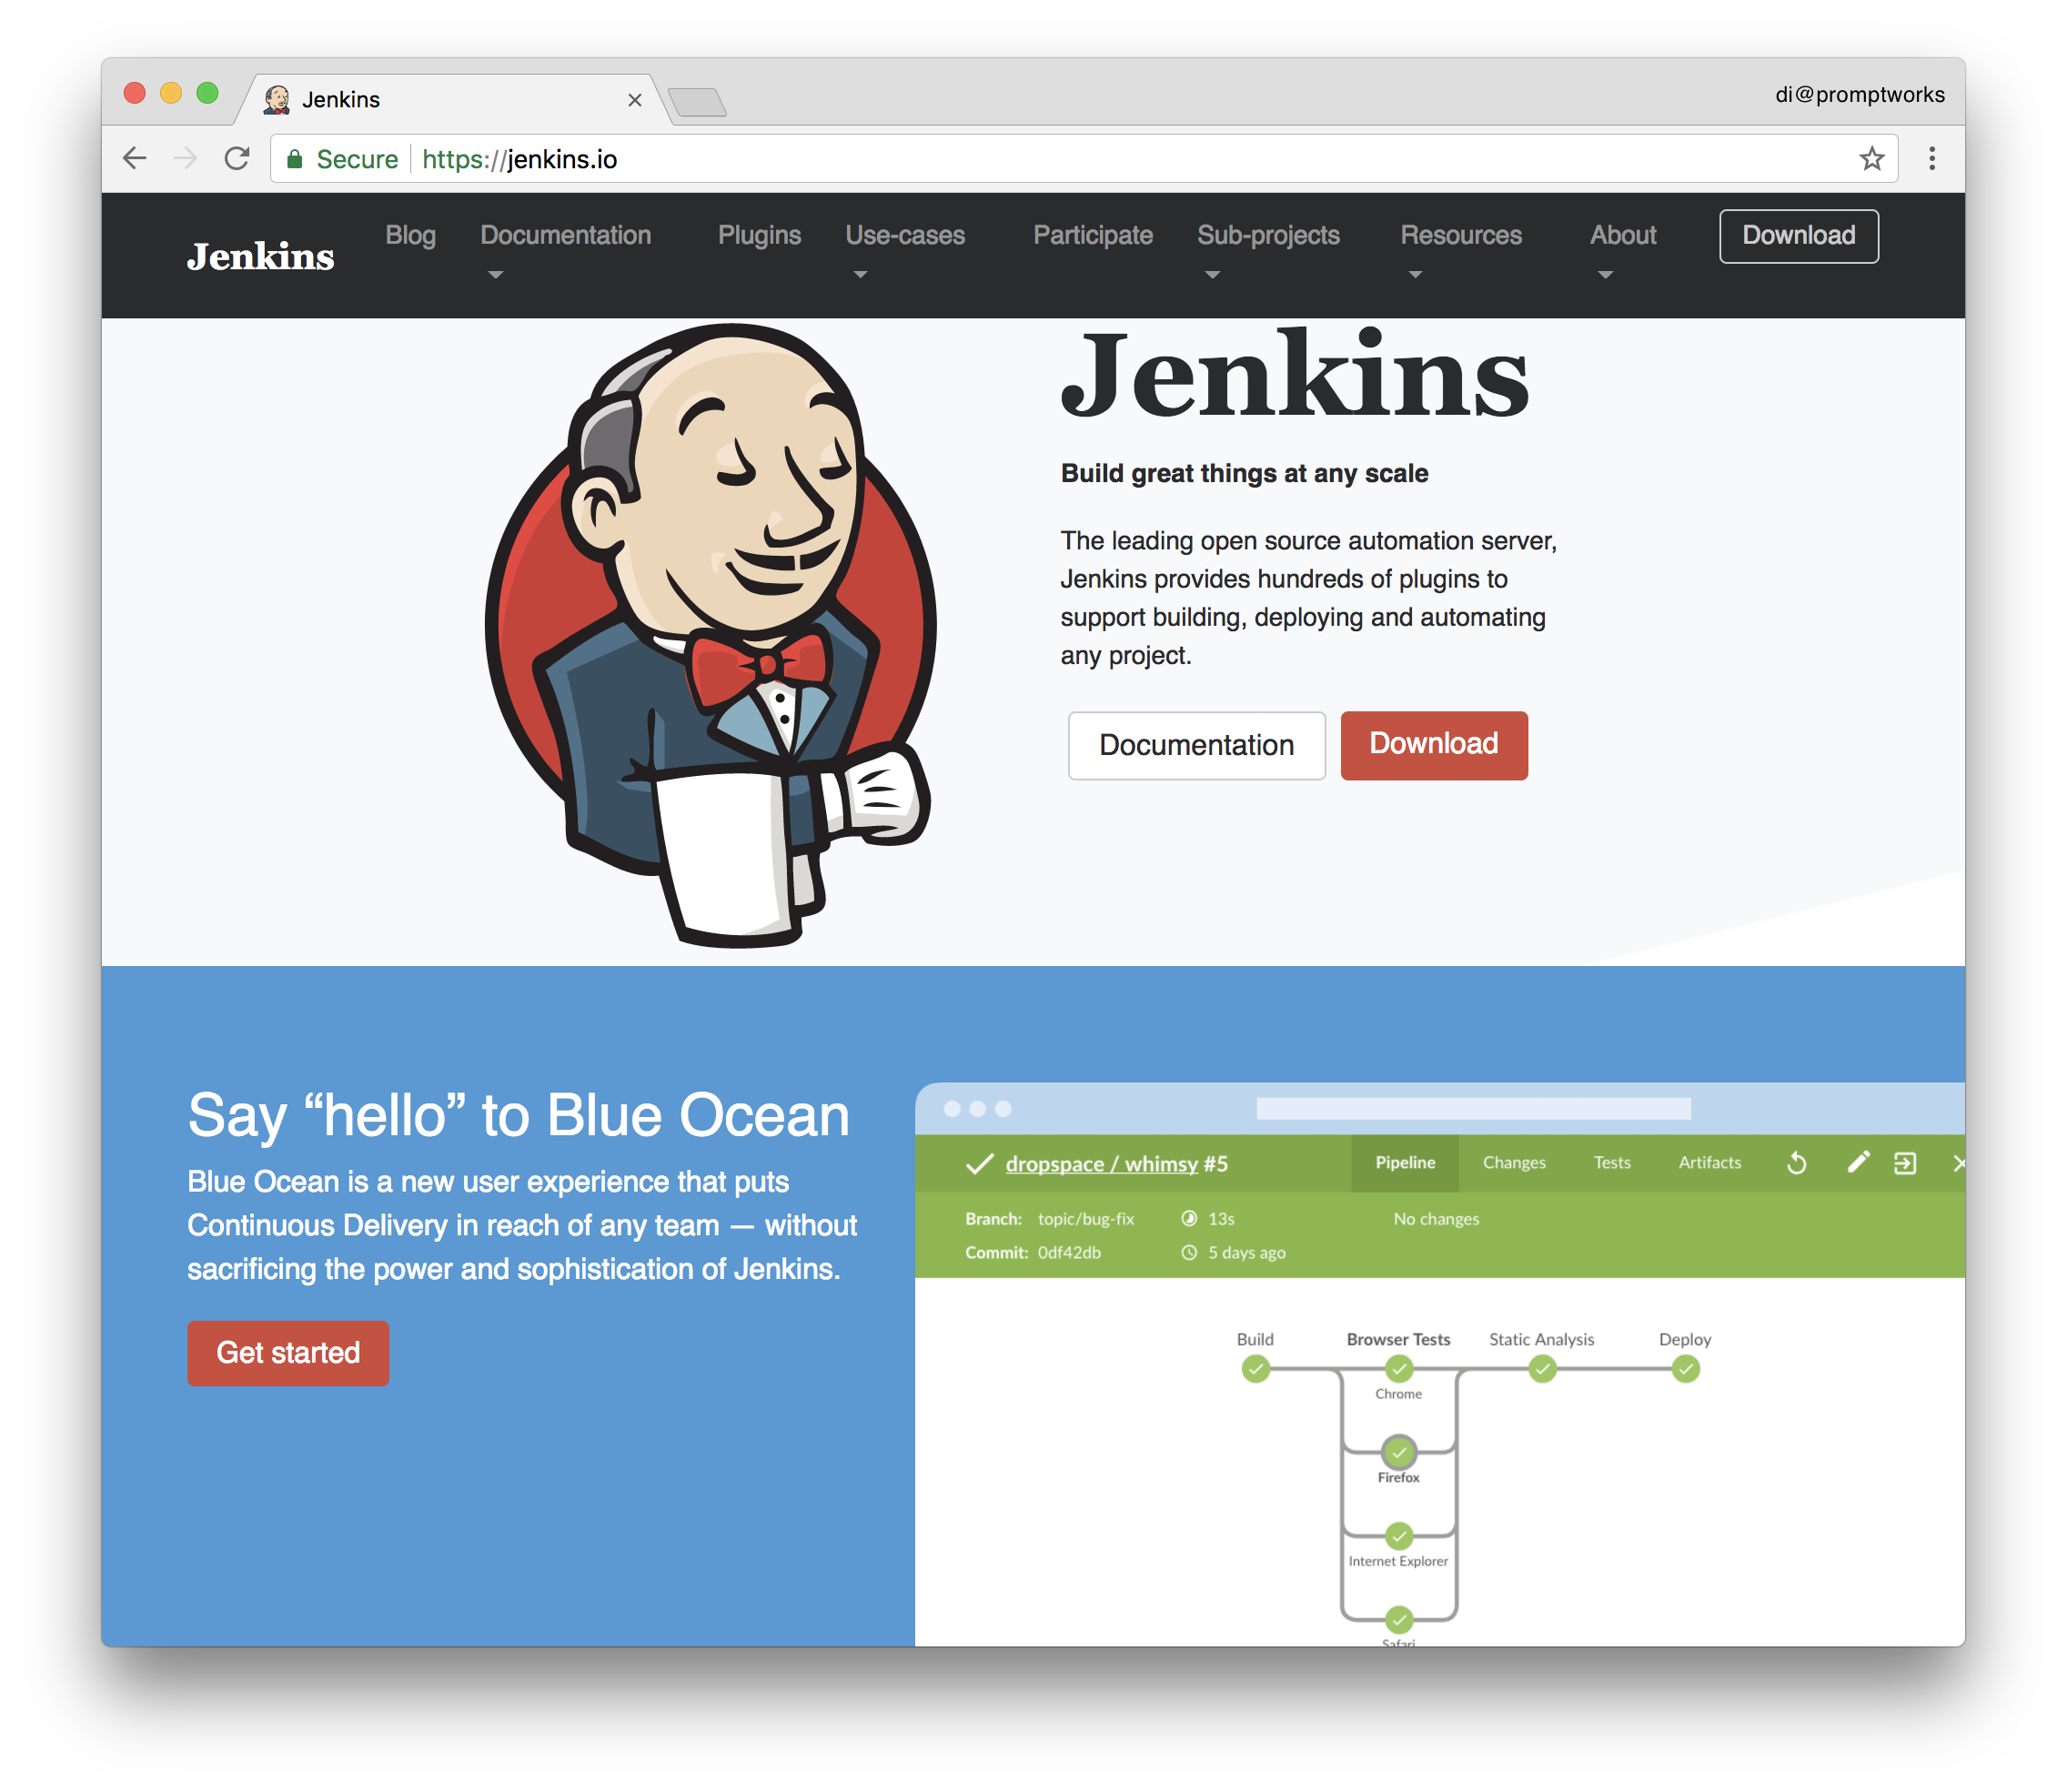 Jenkins
di@promptworks
Secure https://jenkins.io
Jenkins
Blog Documentation Plugins Use-cases Participate Sub-projects Resources About Download
Jenkins
Build great things at any scale
The leading open source automation server,
Jenkins provides hundreds of plugins to
support building, deploying and automating
any project.
Documentation Download
Say “hello” to Blue Ocean
Blue Ocean is a new user experience that puts
Continuous Delivery in reach of any team — without
sacrificing the power and sophistication of Jenkins.
Get started
dropspace / whimsy #5 Pipeline Changes Tests Artifacts
Branch: topic/bug-fix 13s No changes
Commit: 0df42db 5 days ago
Build Browser Tests Static Analysis Deploy
Chrome
Firefox
Internet Explorer
Safari